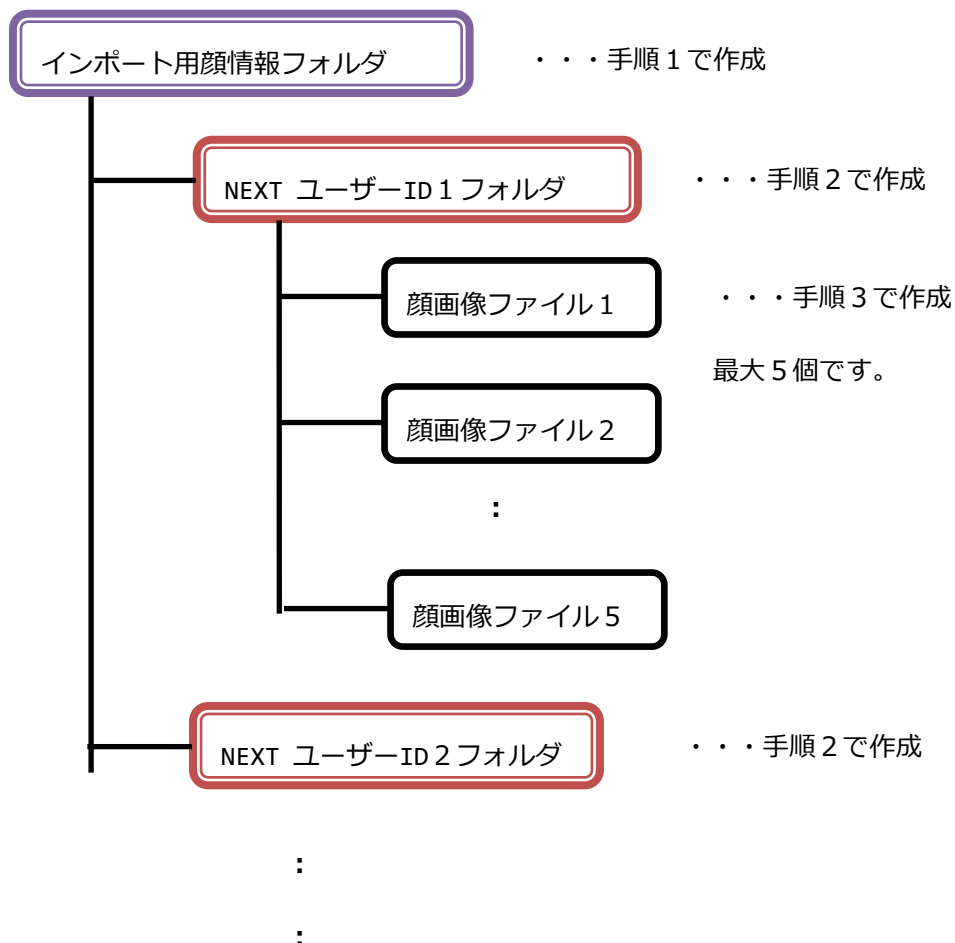 インポート用顔情報フォルダ ・・・手順１で作成
NEXT ユーザーID１フォルダ ・・・手順２で作成
顔画像ファイル１ ・・・手順３で作成
最大５個です。
顔画像ファイル２
:
顔画像ファイル５
NEXT ユーザーID２フォルダ ・・・手順２で作成
:
: